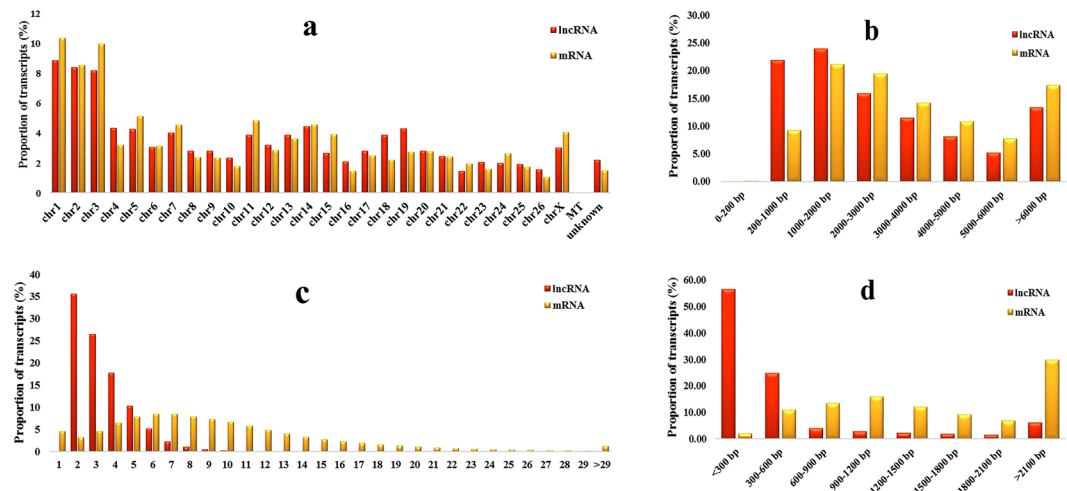 a
Proportion of transcripts (%)
12
10
8
6
4
2
0
lncRNA
mRNA
chr1
chr2
chr3
chr4
chr5
chr6
chr7
chr8
chr9
chr10
chr11
chr12
chr13
chr14
chr15
chr16
chr17
chr18
chr19
chr20
chr21
chr22
chr23
chr24
chr25
chr26
chrX
MT
unknown
b
Proportion of transcripts (%)
30.00
25.00
20.00
15.00
10.00
5.00
0.00
lncRNA
mRNA
0-200 bp
200-1000 bp
1000-2000 bp
2000-3000 bp
3000-4000 bp
4000-5000 bp
5000-6000 bp
>6000 bp
c
Proportion of transcripts (%)
40
35
30
25
20
15
10
5
0
lncRNA
mRNA
1 2 3 4 5 6 7 8 9 10 11 12 13 14 15 16 17 18 19 20 21 22 23 24 25 26 27 28 29 >29
d
Proportion of transcripts (%)
60.00
50.00
40.00
30.00
20.00
10.00
0.00
lncRNA
mRNA
<300 bp
300-600 bp
600-900 bp
900-1200 bp
1200-1500 bp
1500-1800 bp
1800-2100 bp
>2100 bp